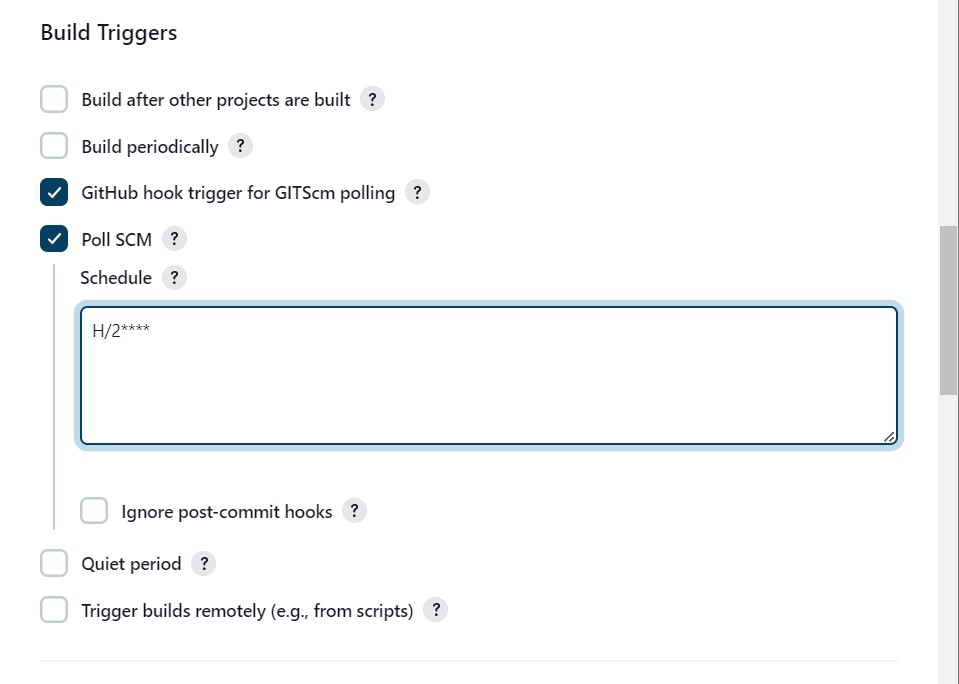 Build Triggers
Build after other projects are built ?
Build periodically ?
GitHub hook trigger for GITScm polling ?
Poll SCM ?
Schedule ?
H/2****
Ignore post-commit hooks ?
Quiet period ?
Trigger builds remotely (e.g., from scripts) ?